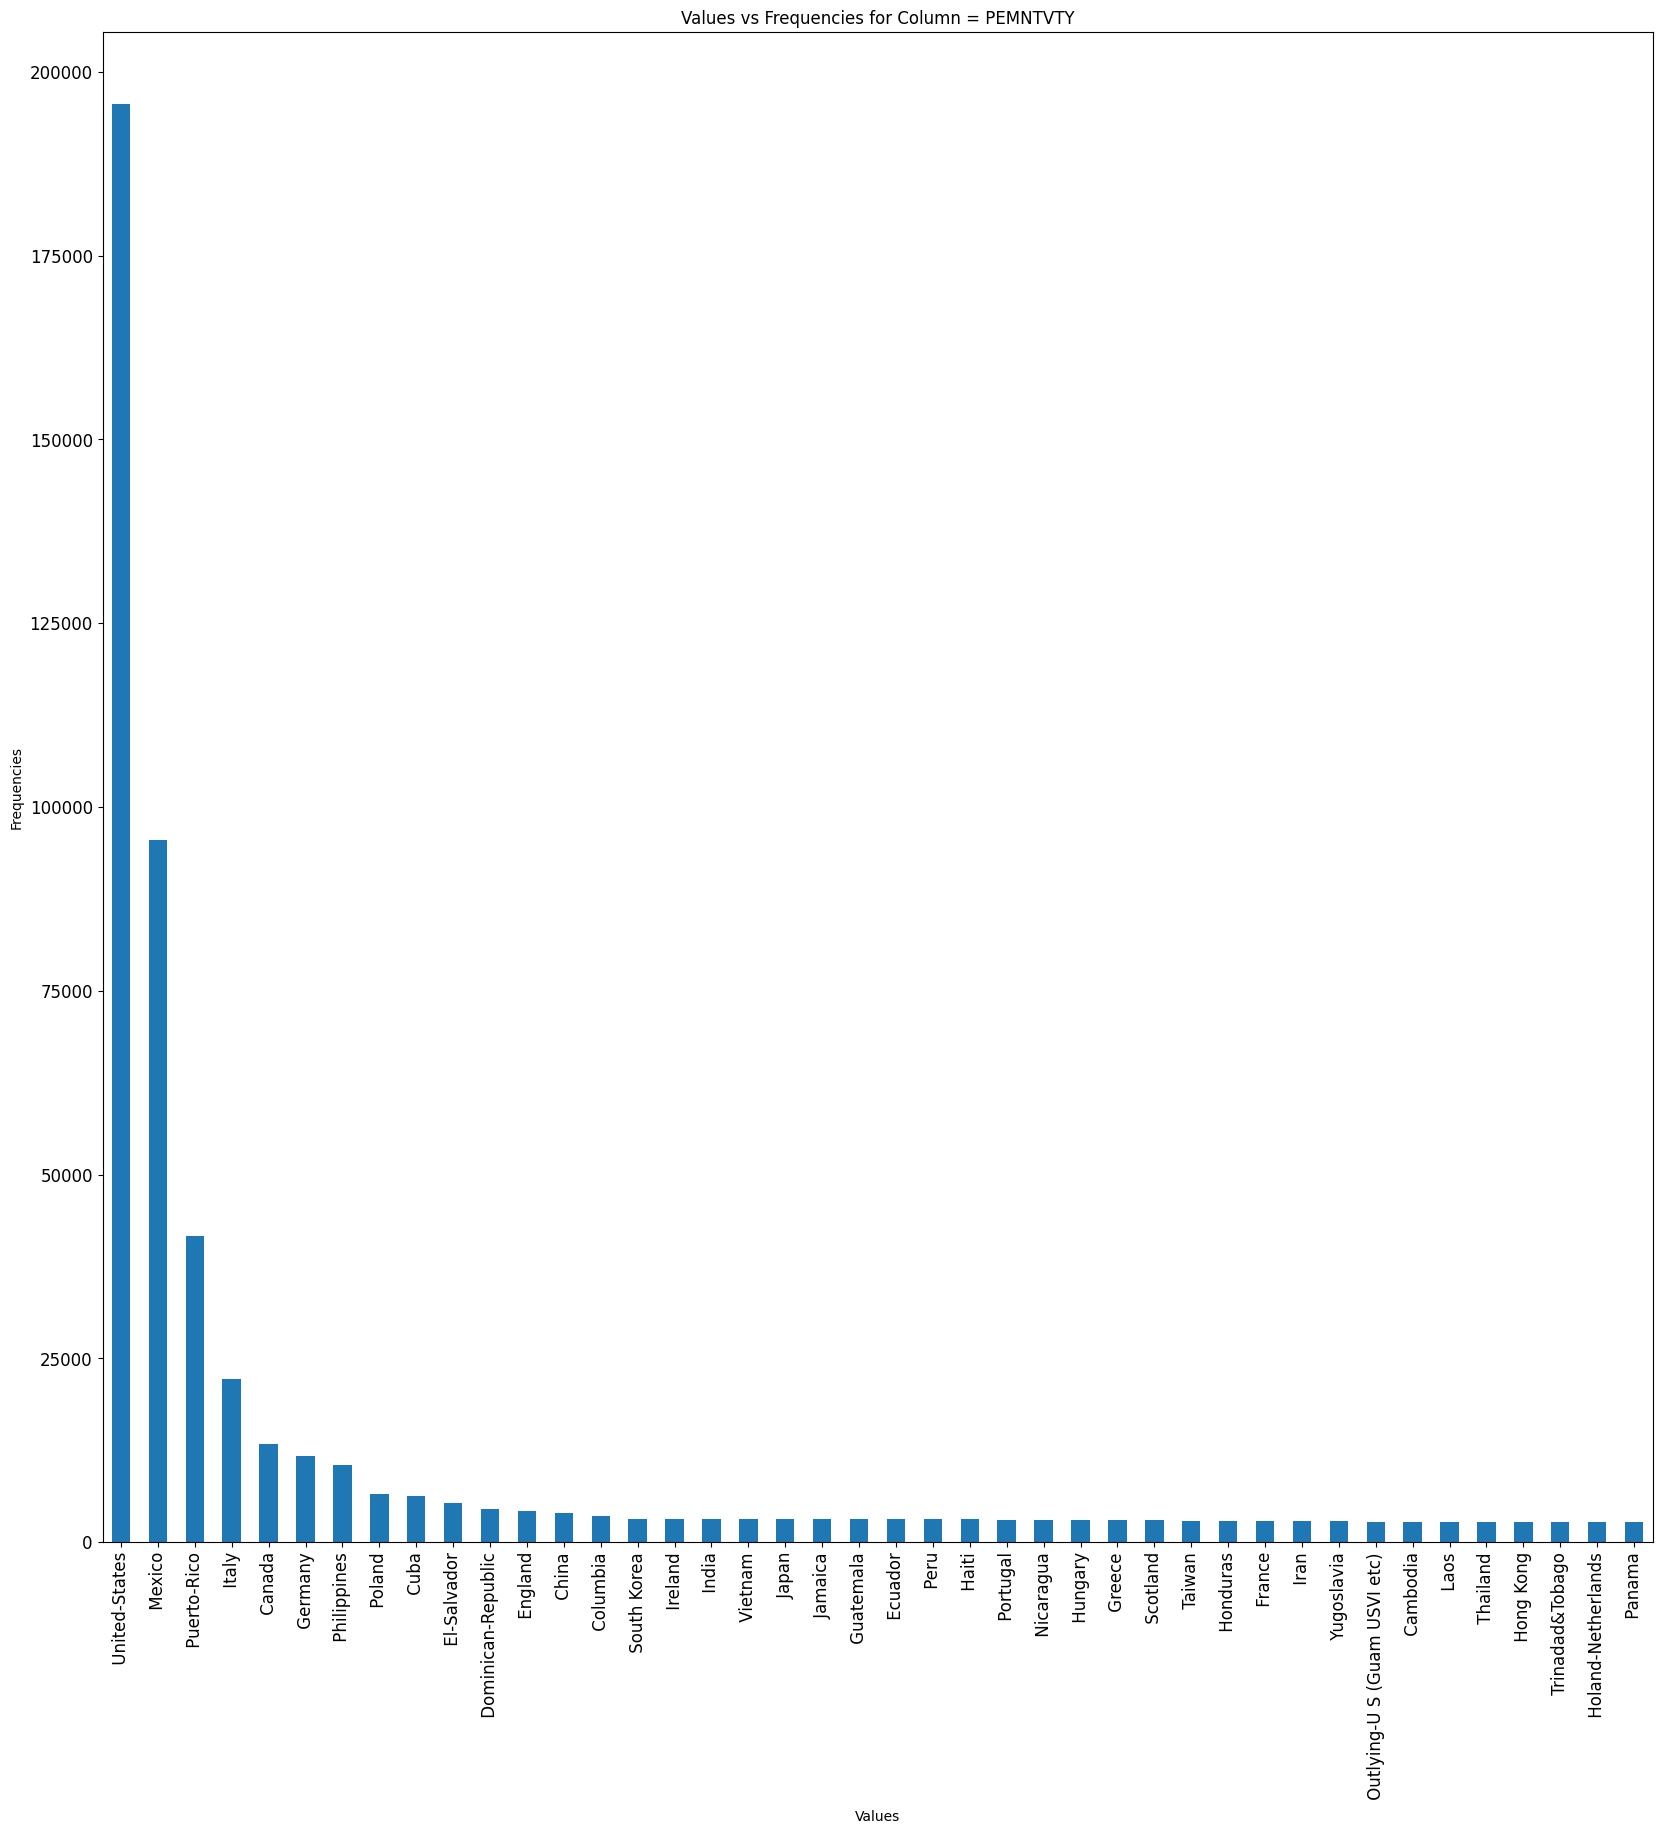 Values vs Frequencies for Column = PEMNTVTY
200000
175000
150000
125000
100000
75000
50000
25000
0
Frequencies
United-States
Mexico
Puerto-Rico
Italy
Canada
Germany
Philippines
Poland
Cuba
El-Salvador
Dominican-Republic
England
China
Columbia
South Korea
Ireland
India
Vietnam
Japan
Jamaica
Guatemala
Ecuador
Peru
Haiti
Portugal
Nicaragua
Hungary
Greece
Scotland
Taiwan
Honduras
France
Iran
Yugoslavia
Outlying-U S (Guam USVI etc)
Cambodia
Laos
Thailand
Hong Kong
Trinadad&Tobago
Holand-Netherlands
Panama
Values